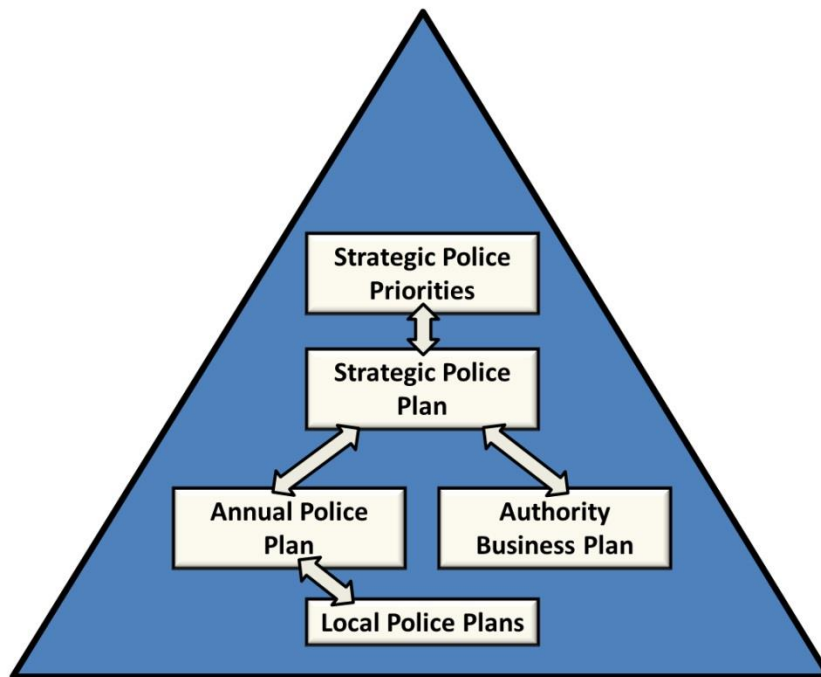 Strategic Police
Priorities
Strategic Police
Plan
Annual Police
Plan
Authority
Business Plan
Local Police Plans